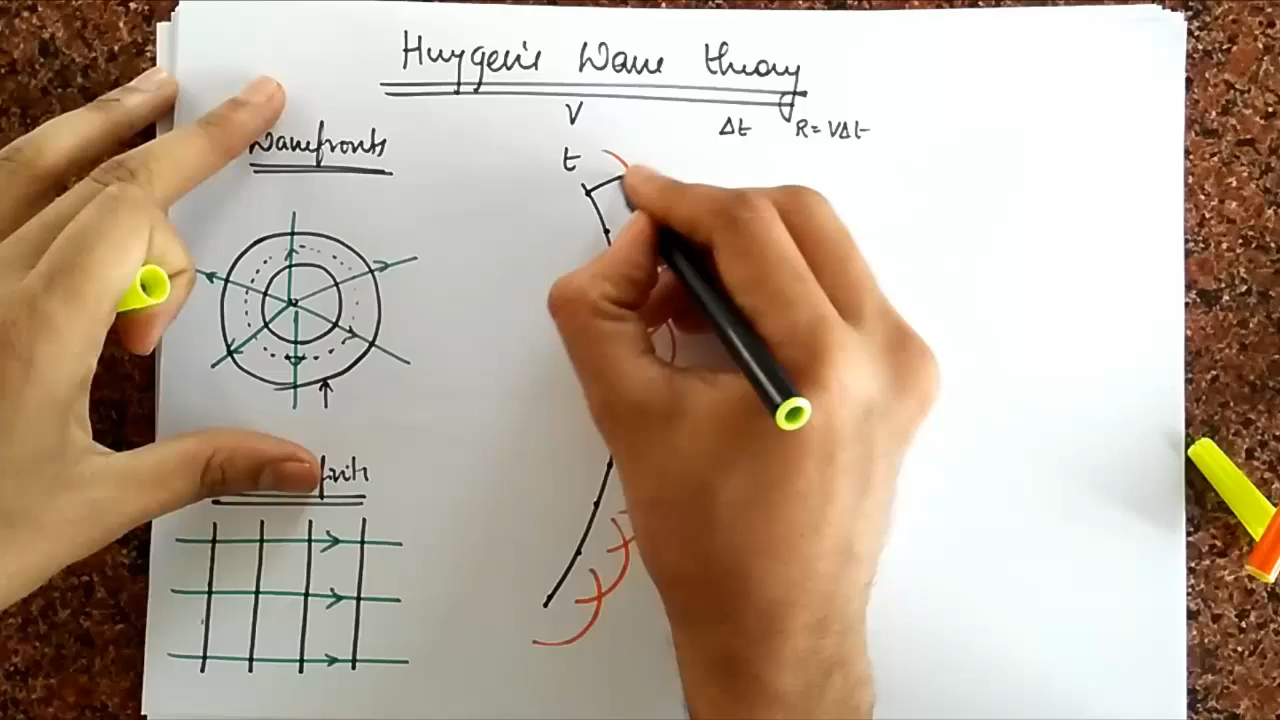 Huygen's Wave theory
V
Δt R = VΔt
t
Wavefronts